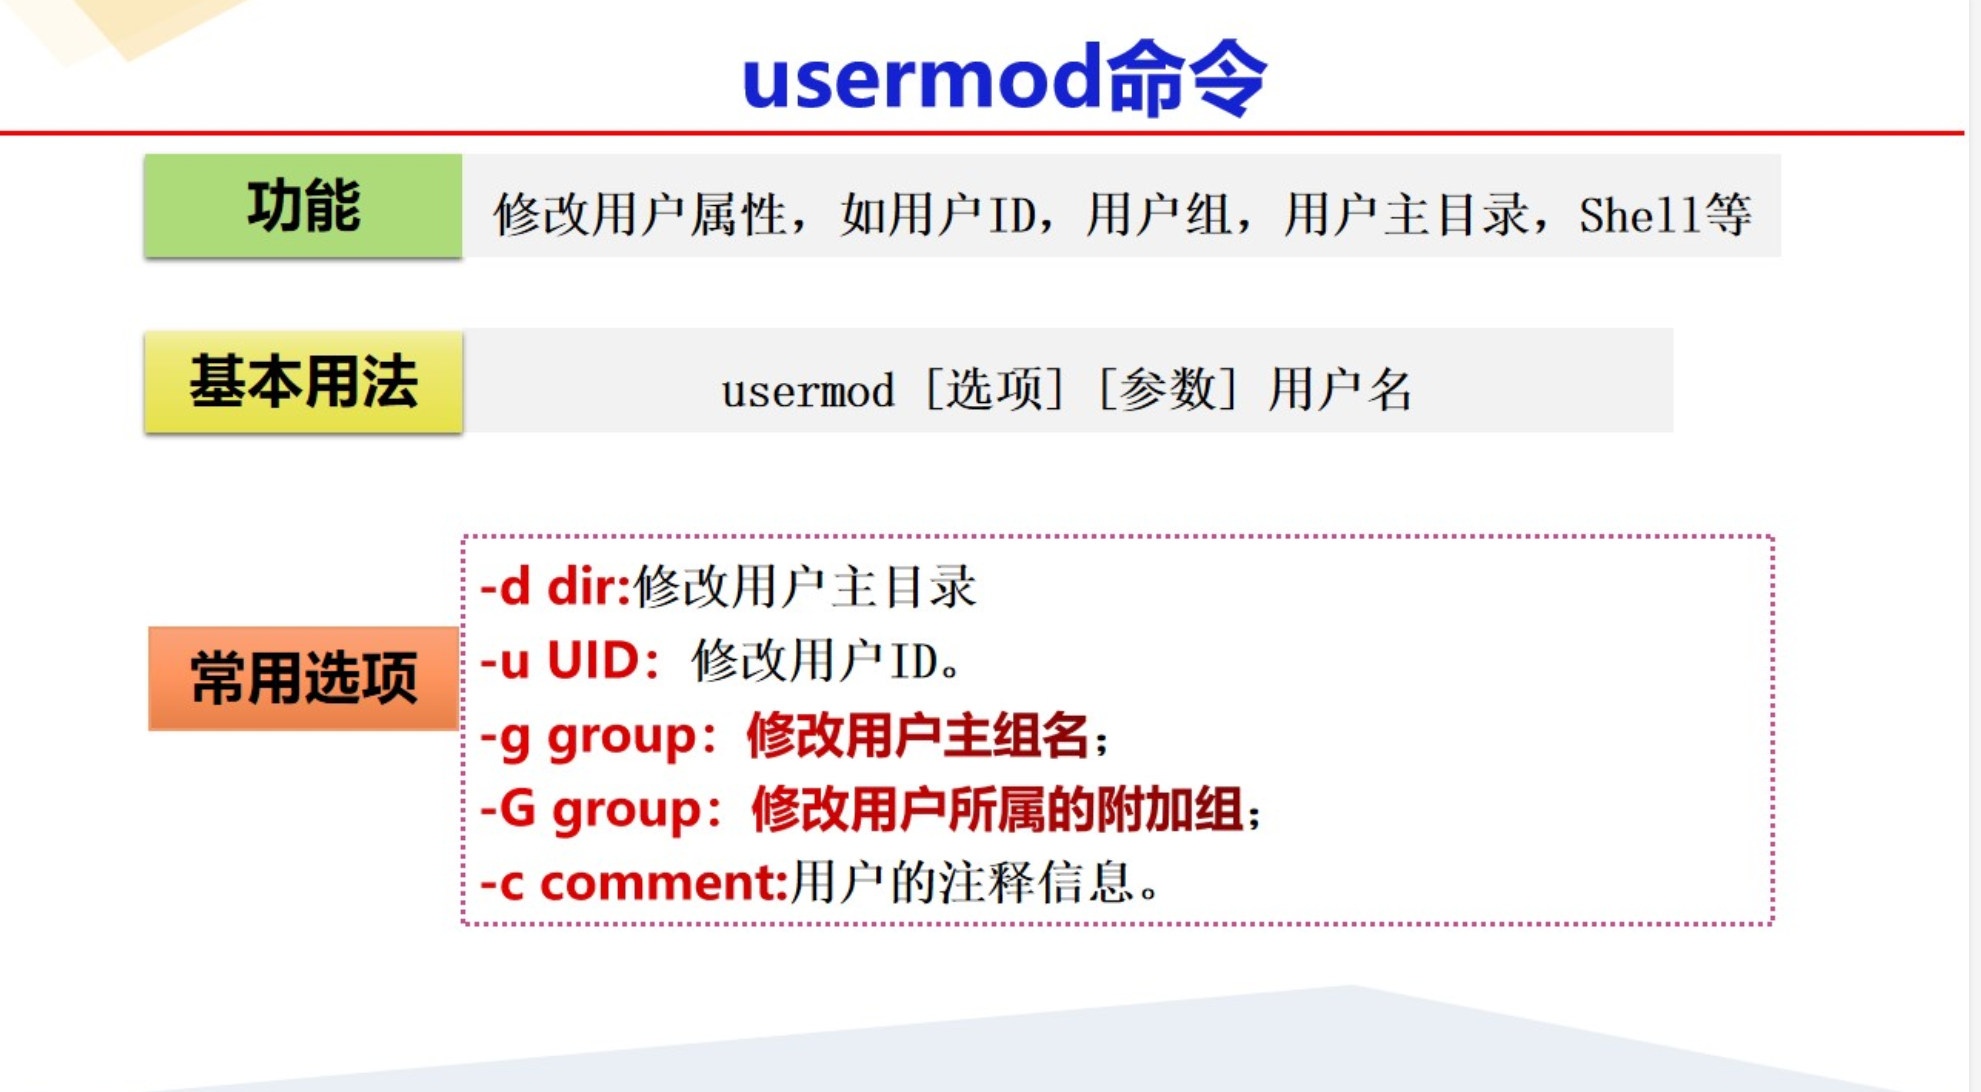 usermod命令
功能
修改用户属性，如用户ID，用户组，用户主目录，Shell等
基本用法
usermod [选项] [参数] 用户名
常用选项
-d dir:修改用户主目录
-u UID：修改用户ID。
-g group：修改用户主组名；
-G group：修改用户所属的附加组；
-c comment:用户的注释信息。